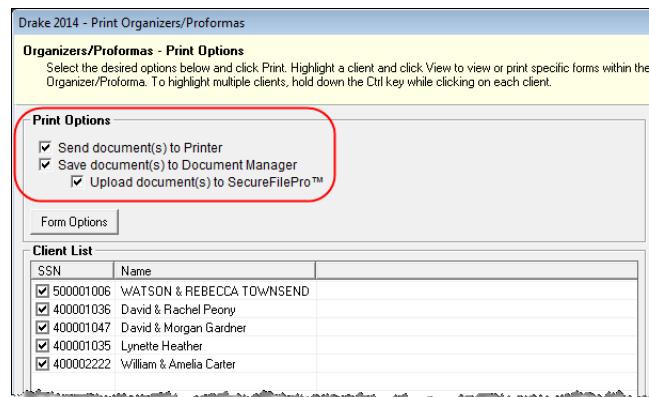 Drake 2014 - Print Organizers/Proformas
Organizers/Proformas - Print Options
Select the desired options below and click Print. Highlight a client and click View to view or print specific forms within the
Organizer/Proforma. To highlight multiple clients, hold down the Ctrl key while clicking on each client.
Print Options
Send document(s) to Printer
Save document(s) to Document Manager
Upload document(s) to SecureFilePro™
Form Options
Client List
SSN Name
500001006 WATSON & REBECCA TOWNSEND
400001036 David & Rachel Peony
400001047 David & Morgan Gardner
400001035 Lynette Heather
400002222 William & Amelia Carter